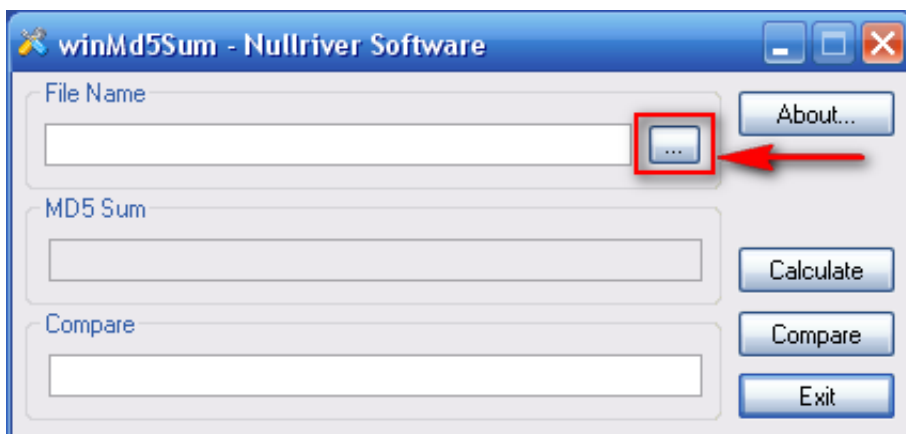 winMd5Sum - Nullriver Software
File Name
About...
...
MD5 Sum
Calculate
Compare
Compare
Exit